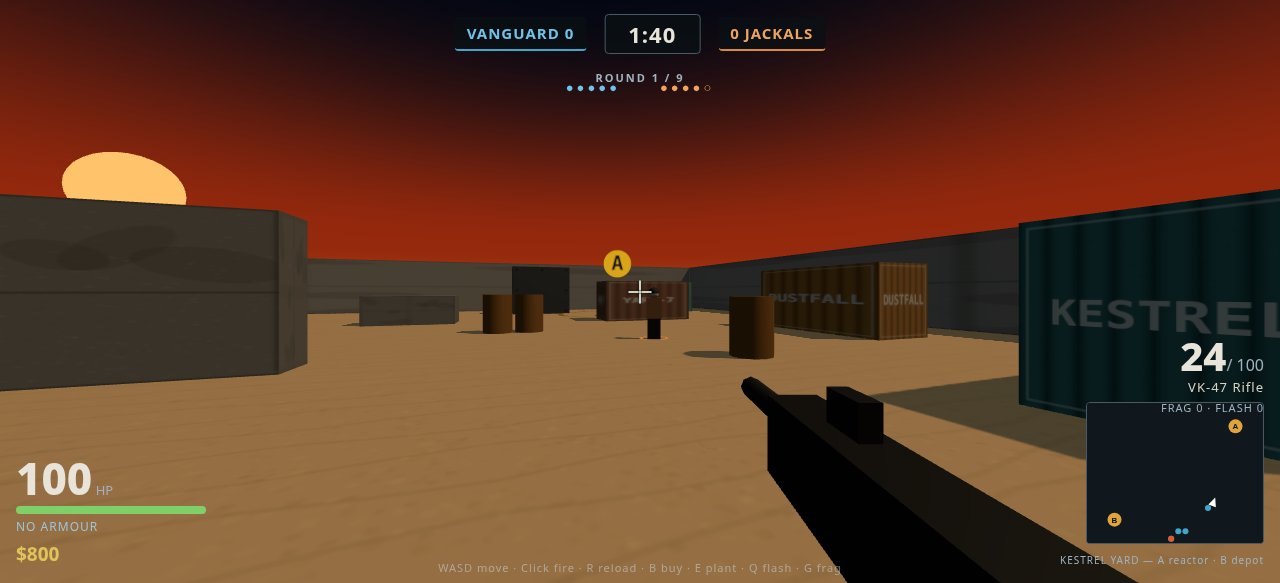 VANGUARD 0
1:40
0 JACKALS
ROUND 1 / 9
A
DUSTFALL
DUSTFALL
KESTREL
24 / 100
VK-47 Rifle
FRAG 0 · FLASH 0
A
B
100 HP
NO ARMOUR
$800
WASD move · Click fire · R reload · B buy · E plant · Q flash · G frag
KESTREL YARD — A reactor · B depot